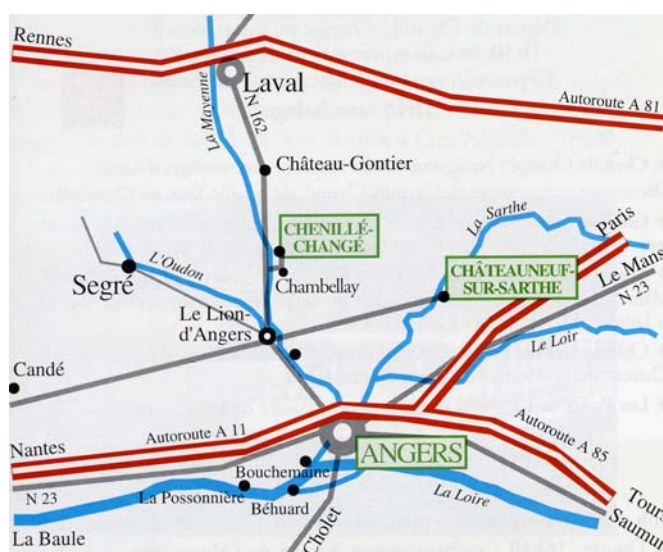 Rennes
Laval
La Mayenne
N 162
Autoroute A 81
Château-Gontier
La Sarthe
Paris
CHENILLÉ-
CHANGÉ
L'Oudon
Segré
Chambellay
CHÂTEAUNEUF-
SUR-SARTHE
Le Mans
N 23
Le Lion-
d'Angers
Le Loir
Candé
Nantes
Autoroute A 11
ANGERS
Autoroute A 85
N 23
Bouchemaine
La Possonnière
Béhuard
La Loire
Tour
Saumur
La Baule
Cholet